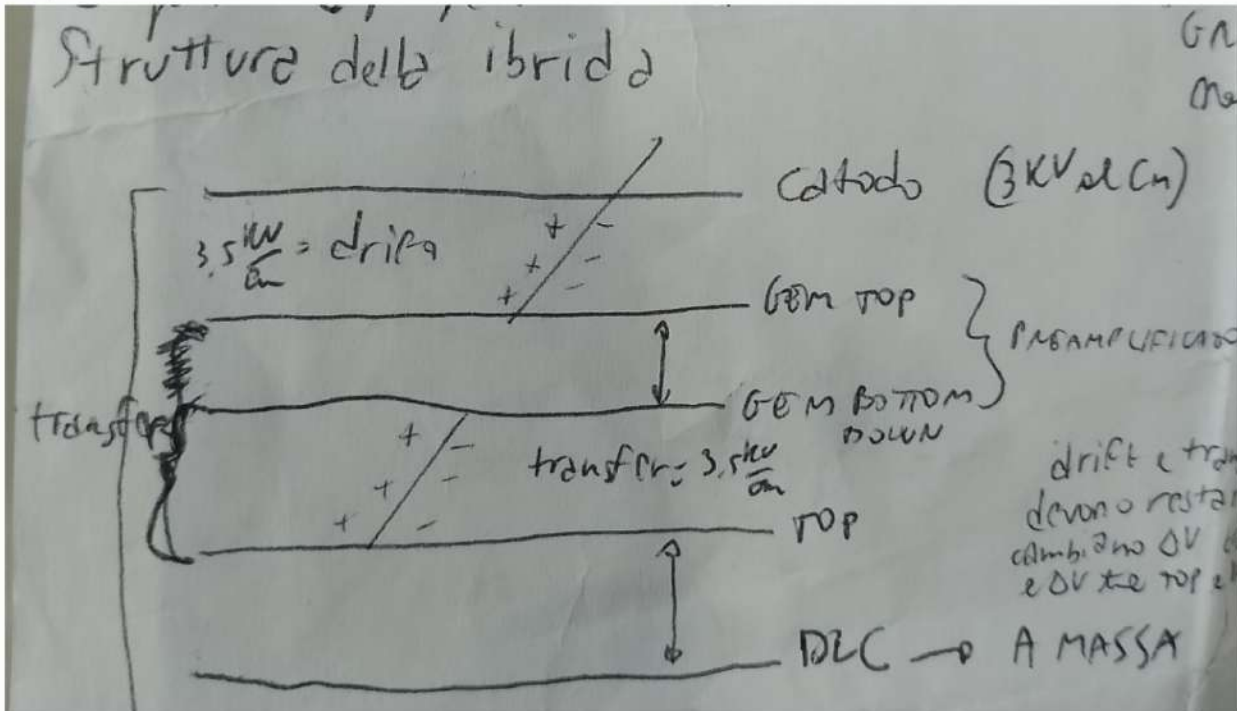 Struttura della ibrida
Catodo (3KV al Cm)
3.5 KV/cm = drift
+ -
+ -
+ -
GEM TOP
PREAMPLIFICATO
GEM BOTTOM
DOWN
transfer
+ -
+ -
+ -
transfer = 3.5 KV/cm
TOP
drift e tran
devono resta
cambiano ΔV
e ΔV tra TOP e
DLC → A MASSA